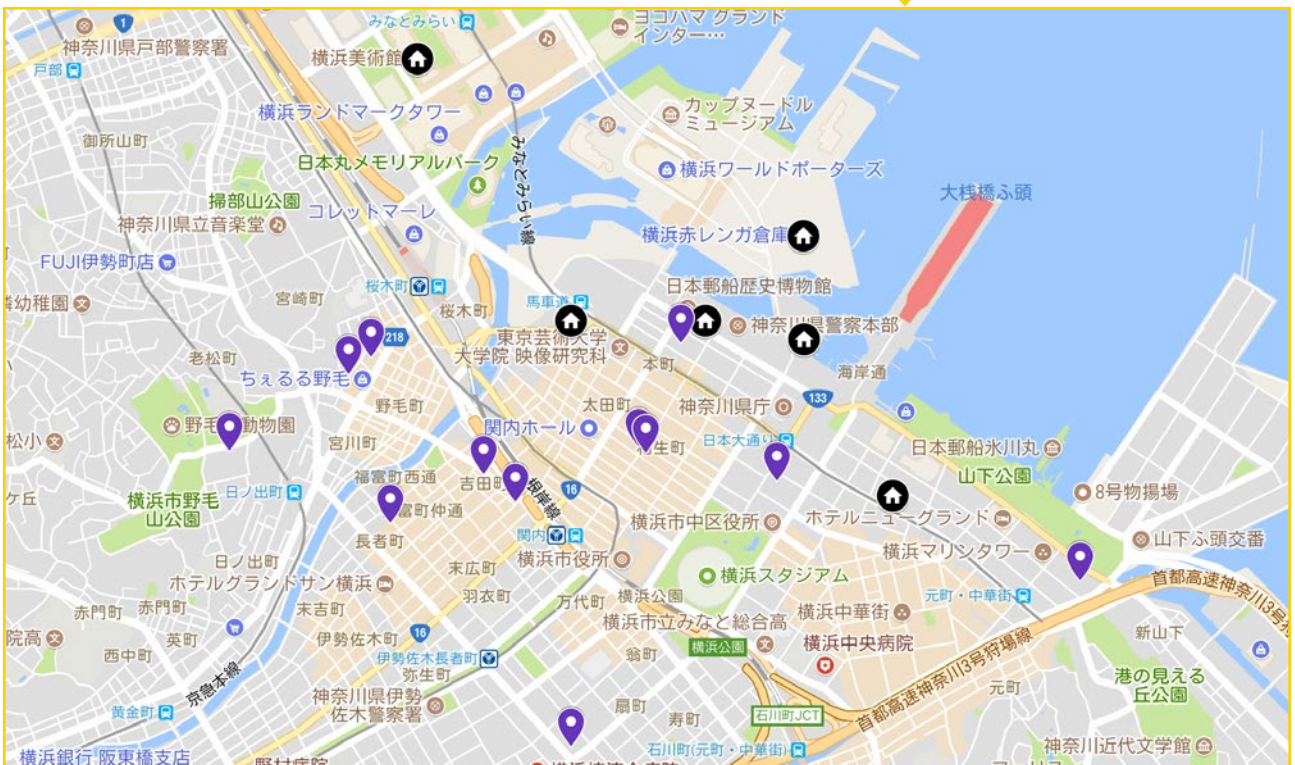 みなとみらい
ヨコハマ グランド
インター…
1
神奈川県戸部警察署
戸部
横浜美術館
横浜ランドマークタワー
カップヌードル
ミュージアム
御所山町
日本丸メモリアルパーク
みなとみらい線
横浜ワールドポーターズ
大桟橋ふ頭
掃部山公園
神奈川県立音楽堂
コレットマーレ
横浜赤レンガ倉庫
FUJI伊勢町店
桜木町
日本郵船歴史博物館
幼稚園
宮崎町
桜木町
馬車道
神奈川県警察本部
218
東京芸術大学
大学院 映像研究科
老松町
本町
海岸通
ちぇるる野毛
133
野毛町
太田町
神奈川県庁
松小
動物園
宮川町
関内ホール
日本大通り
日本郵船氷川丸
福富町西通
吉田町
山下公園
ケ丘
横浜市野毛
山公園
日ノ出町
16
8号物揚場
富町仲通
根岸線
横浜市中区役所
ホテルニューグランド
長者町
関内
横浜マリンタワー
山下ふ頭交番
日ノ出町
末広町
横浜市役所
横浜スタジアム
ホテルグランドサン横浜
首都高速神奈川3号狩
赤門町
赤門町
末吉町
羽衣町
万代町
横浜公園
元町・中華街
横浜市立みなと総合高
横浜中華街
院高
英町
伊勢佐木町
16
新山下
西中町
伊勢佐木長者町
翁町
横浜公園
横浜中央病院
弥生町
首都高速神奈川3号狩場線
京急本線
神奈川県伊勢
佐木警察署
元町
港の見える
丘公園
黄金町
扇町
寿町
石川町JCT
横浜銀行 阪東橋支店
石川町(元町・中華街)
神奈川近代文学館